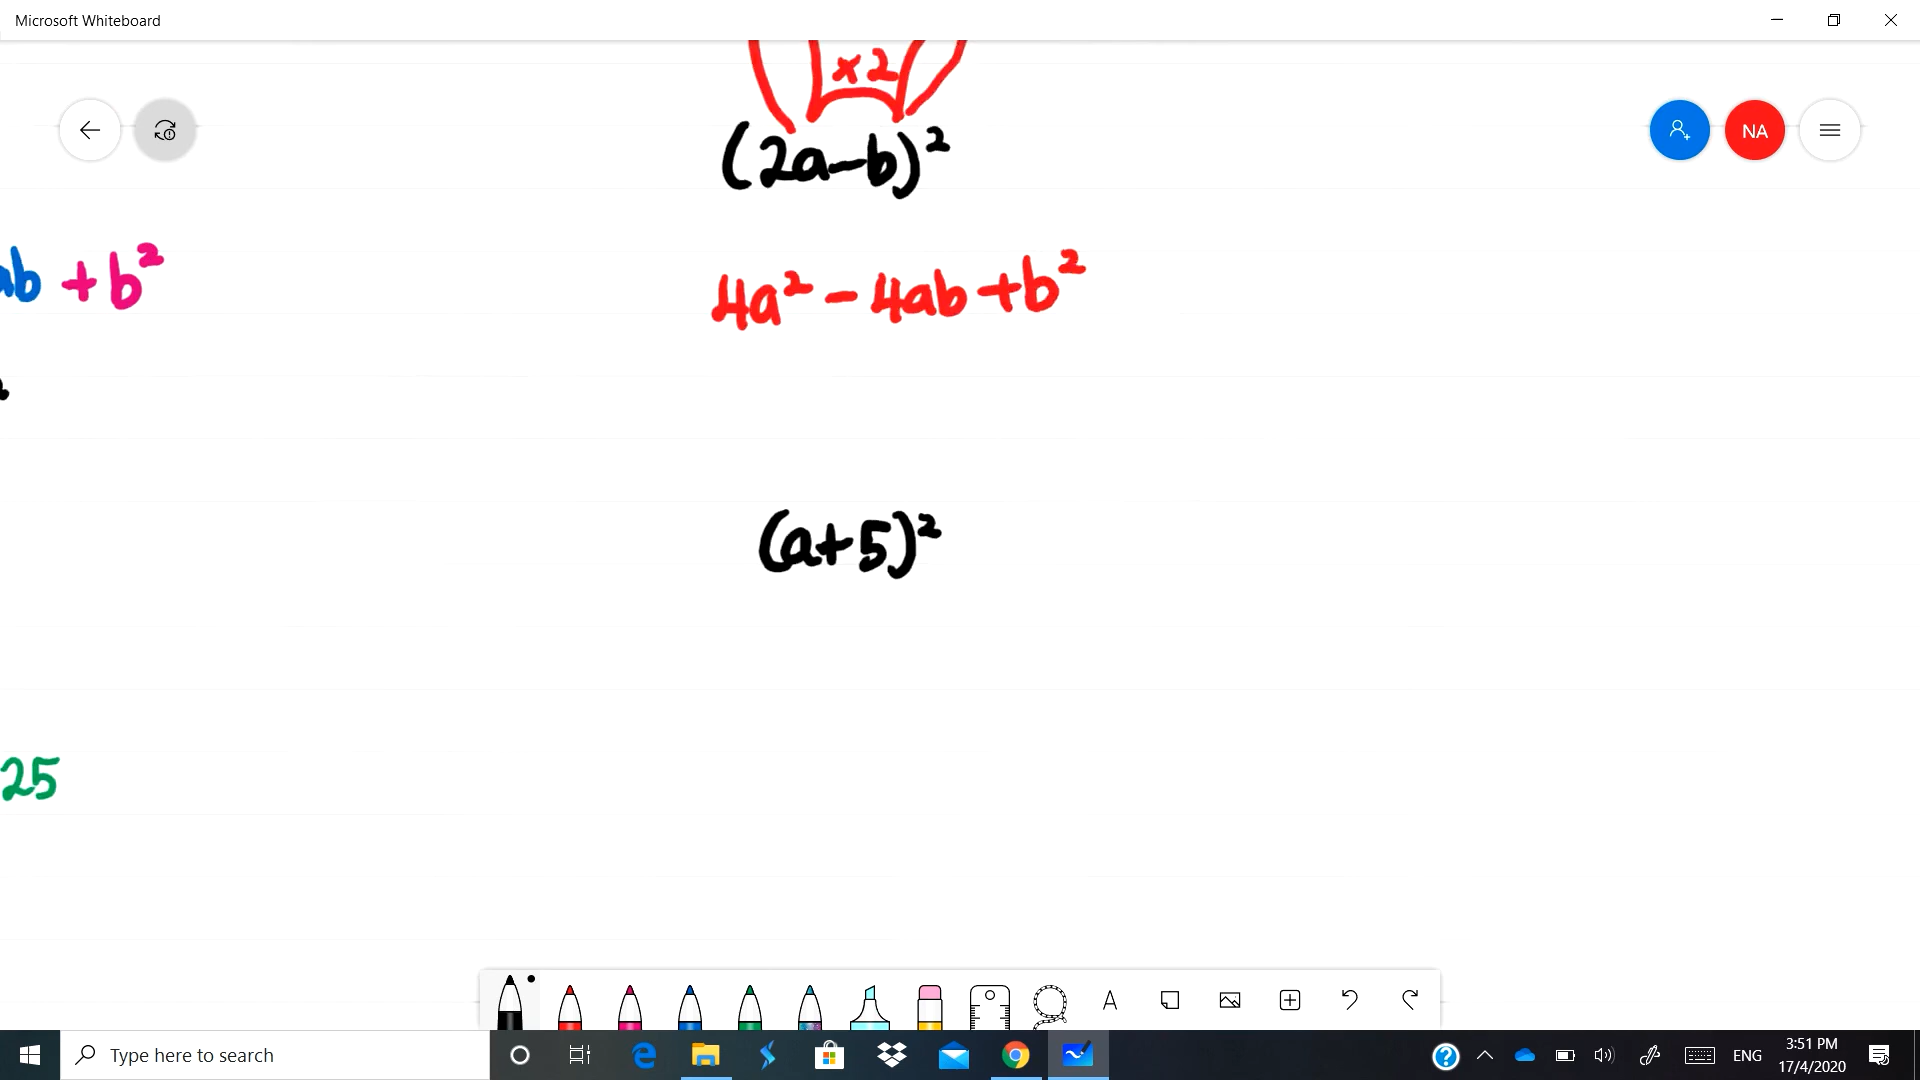 Microsoft Whiteboard
×2
(2a-b)²
NA
ab +b²
4a² - 4ab +b²
(a+5)²
25
Type here to search
ENG
3:51 PM
17/4/2020